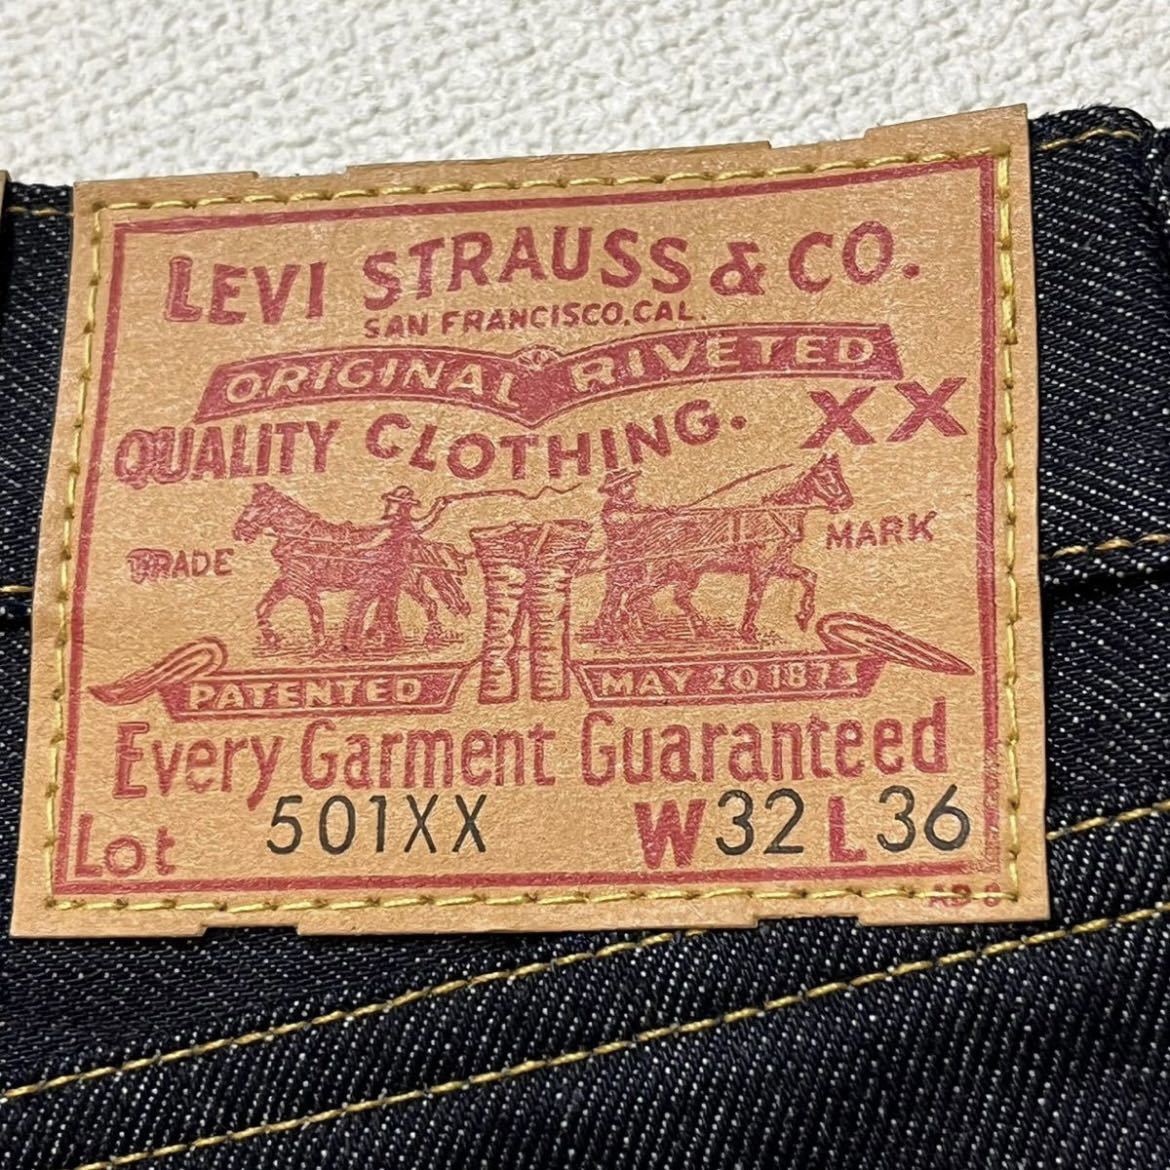 LEVI STRAUSS & CO.
SAN FRANCISCO, CAL.
ORIGINAL RIVETED
QUALITY CLOTHING. XX
TRADE MARK
PATENTED MAY 20 1873
Every Garment Guaranteed
Lot 501XX W32 L36